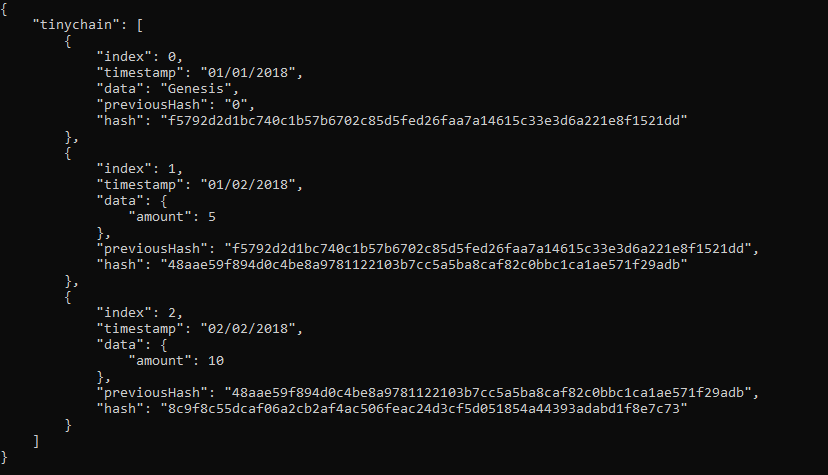 {
    "tinychain": [
        {
            "index": 0,
            "timestamp": "01/01/2018",
            "data": "Genesis",
            "previousHash": "0",
            "hash": "f5792d2d1bc740c1b57b6702c85d5fed26faa7a14615c33e3d6a221e8f1521dd"
        },
        {
            "index": 1,
            "timestamp": "01/02/2018",
            "data": {
                "amount": 5
            },
            "previousHash": "f5792d2d1bc740c1b57b6702c85d5fed26faa7a14615c33e3d6a221e8f1521dd",
            "hash": "48aae59f894d0c4be8a9781122103b7cc5a5ba8caf82c0bbc1ca1ae571f29adb"
        },
        {
            "index": 2,
            "timestamp": "02/02/2018",
            "data": {
                "amount": 10
            },
            "previousHash": "48aae59f894d0c4be8a9781122103b7cc5a5ba8caf82c0bbc1ca1ae571f29adb",
            "hash": "8c9f8c55dcaf06a2cb2af4ac506feac24d3cf5d051854a44393adabd1f8e7c73"
        }
    ]
}